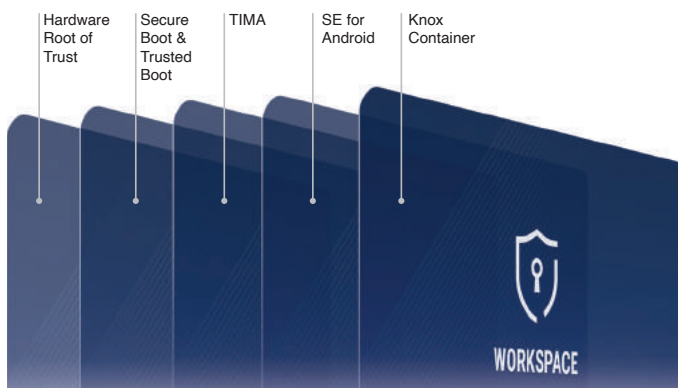 Hardware
Root of
Trust
Secure
Boot &
Trusted
Boot
TIMA
SE for
Android
Knox
Container
WORKSPACE